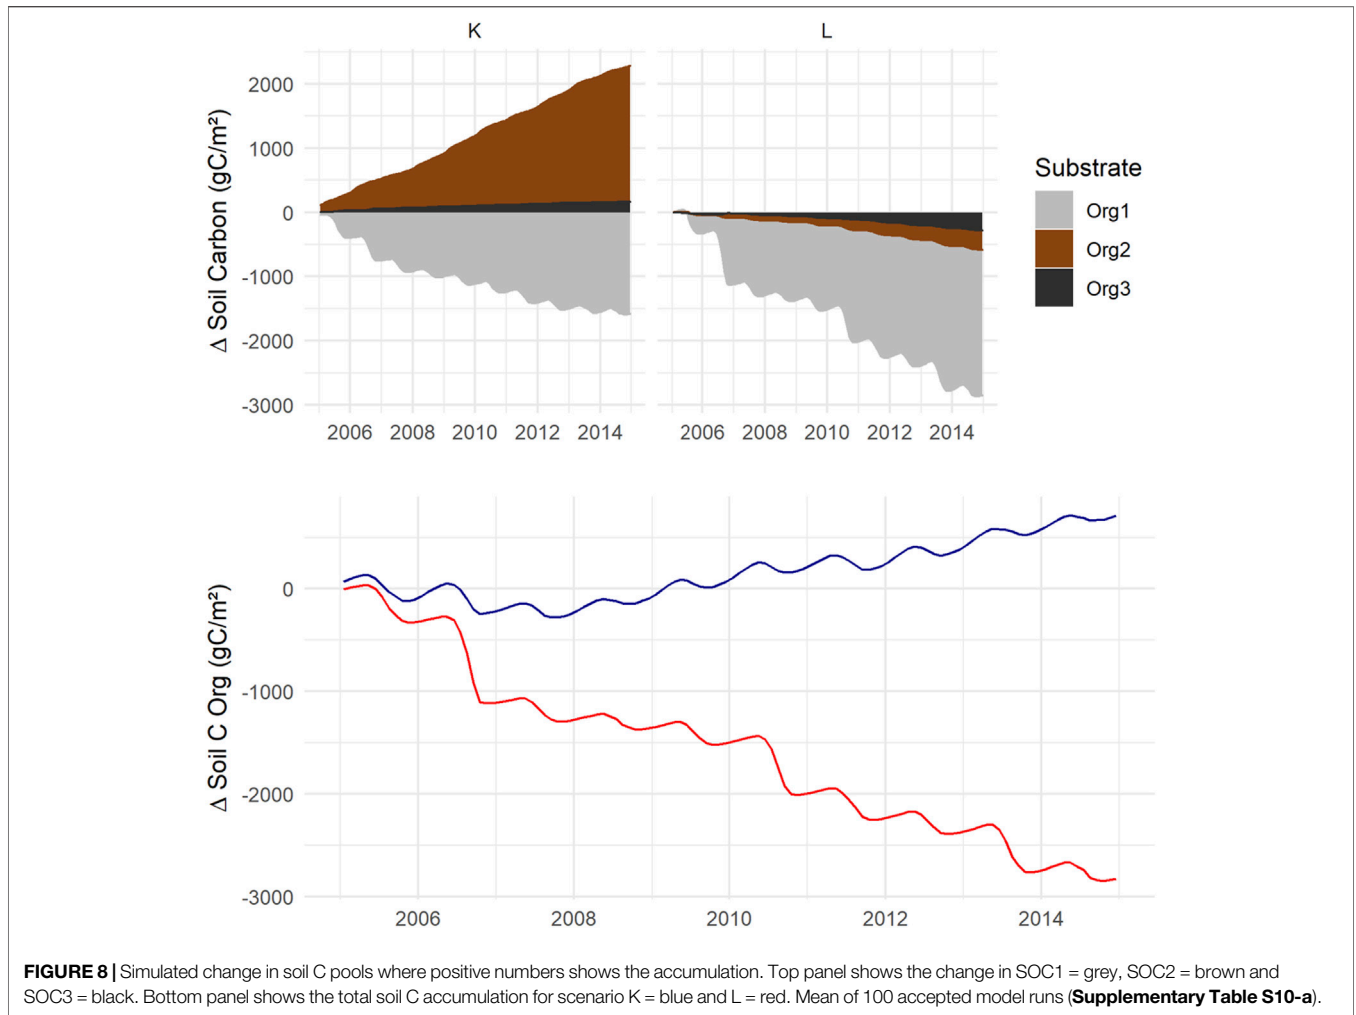 K
L
2000
1000
0
-1000
-2000
-3000
Δ Soil Carbon (gC/m²)
2006 2008 2010 2012 2014
2006 2008 2010 2012 2014
Substrate
Org1
Org2
Org3
0
-1000
-2000
-3000
Δ Soil C Org (gC/m²)
2006 2008 2010 2012 2014
FIGURE 8 | Simulated change in soil C pools where positive numbers shows the accumulation. Top panel shows the change in SOC1 = grey, SOC2 = brown and
SOC3 = black. Bottom panel shows the total soil C accumulation for scenario K = blue and L = red. Mean of 100 accepted model runs (Supplementary Table S10-a).